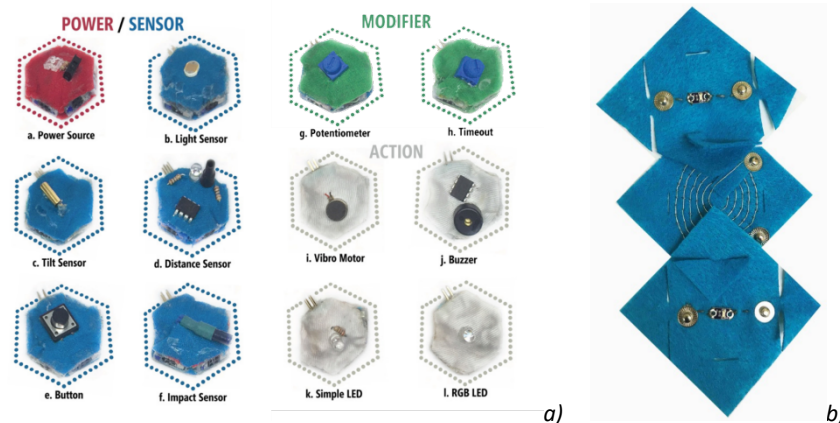 POWER / SENSOR
a. Power Source
b. Light Sensor
c. Tilt Sensor
d. Distance Sensor
e. Button
f. Impact Sensor
MODIFIER
g. Potentiometer
h. Timeout
ACTION
i. Vibro Motor
j. Buzzer
k. Simple LED
l. RGB LED
a)
b)